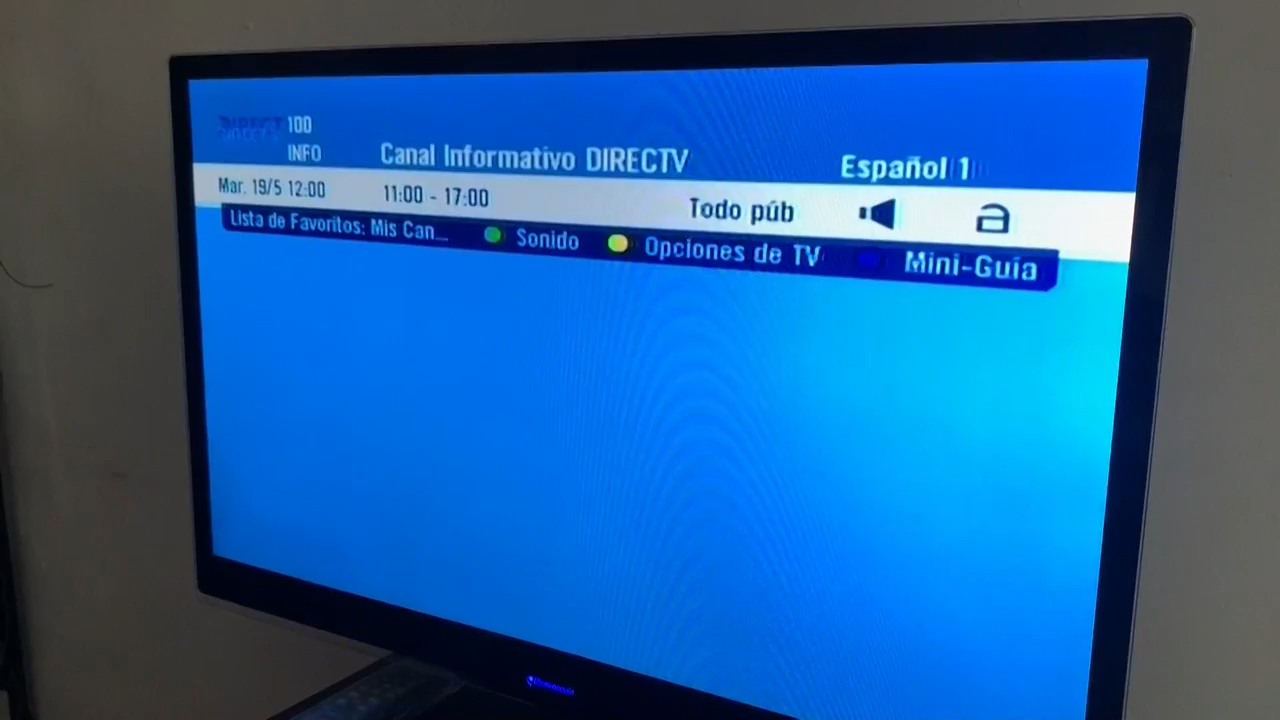 DIRECTV 100
INFO Canal Informativo DIRECTV Español 1
Mar. 19/5 12:00 11:00 - 17:00 Todo púb
Lista de Favoritos: Mis Can... Sonido Opciones de TV Mini-Guía